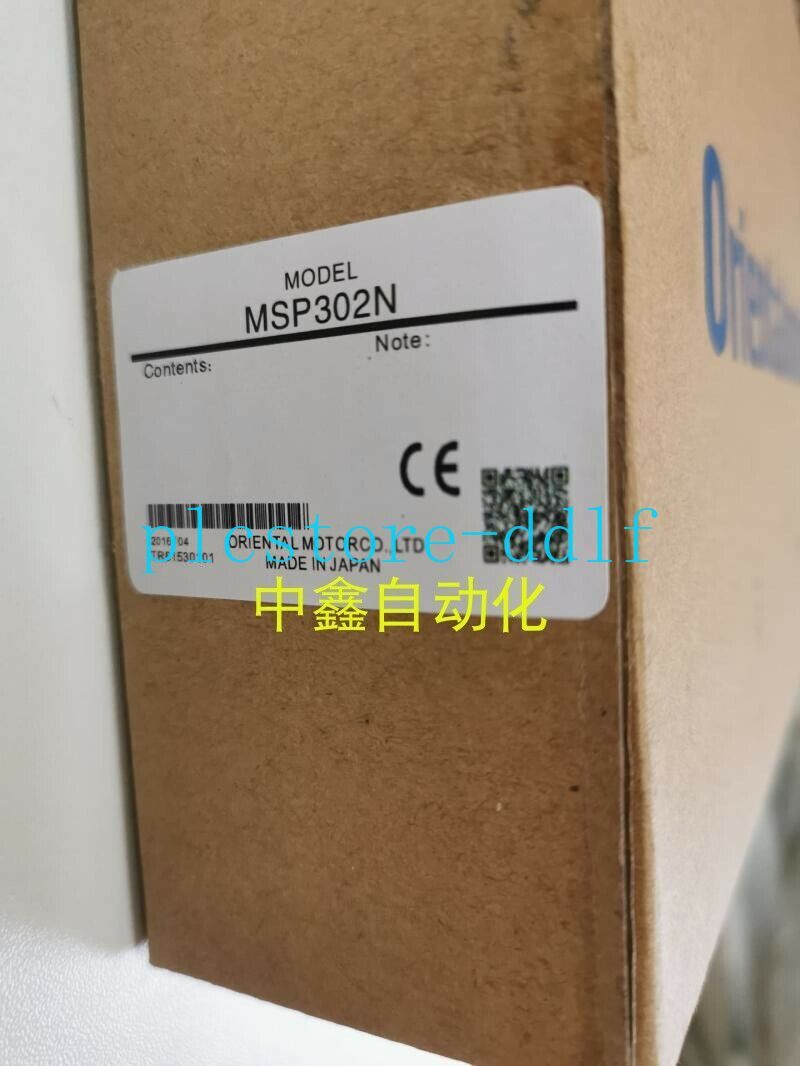 MODEL
MSP302N
Note:
Contents:
CE
ORIENTAL MOTOR CO., LTD
MADE IN JAPAN
plcstore-ddlf
中鑫自动化